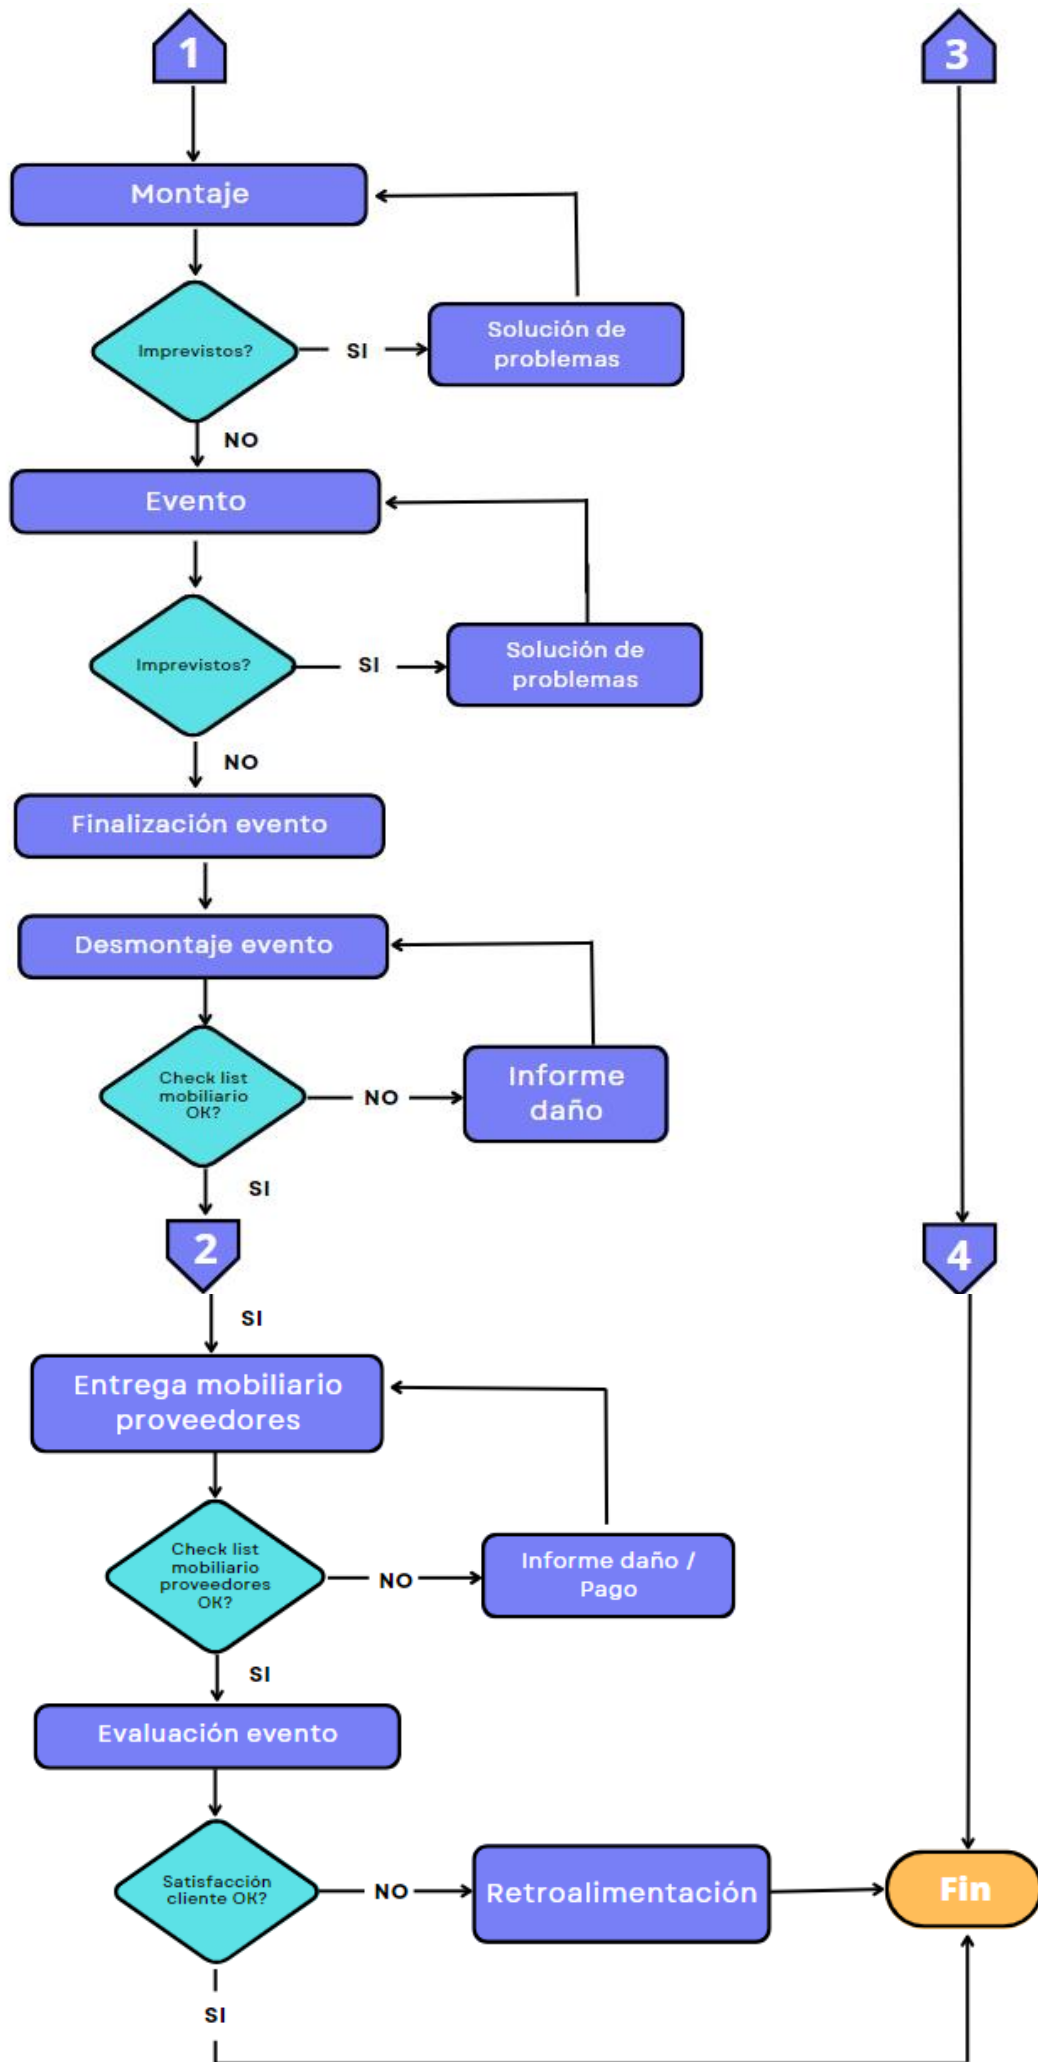 1
3
Montaje
Imprevistos?
SI
Solución de
problemas
NO
Evento
Imprevistos?
SI
Solución de
problemas
NO
Finalización evento
Desmontaje evento
Check list
mobiliario
OK?
NO
Informe
daño
SI
2
4
SI
Entrega mobiliario
proveedores
Check list
mobiliario
proveedores
OK?
NO
Informe daño /
Pago
SI
Evaluación evento
Satisfacción
cliente OK?
NO
Retroalimentación
Fin
SI